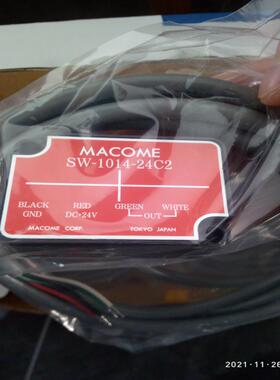 MACOME
SW-1014-24C2
BLACK RED GREEN WHITE
GND DC+24V OUT
MACOME CORP. TOKYO JAPAN
2021-11-26